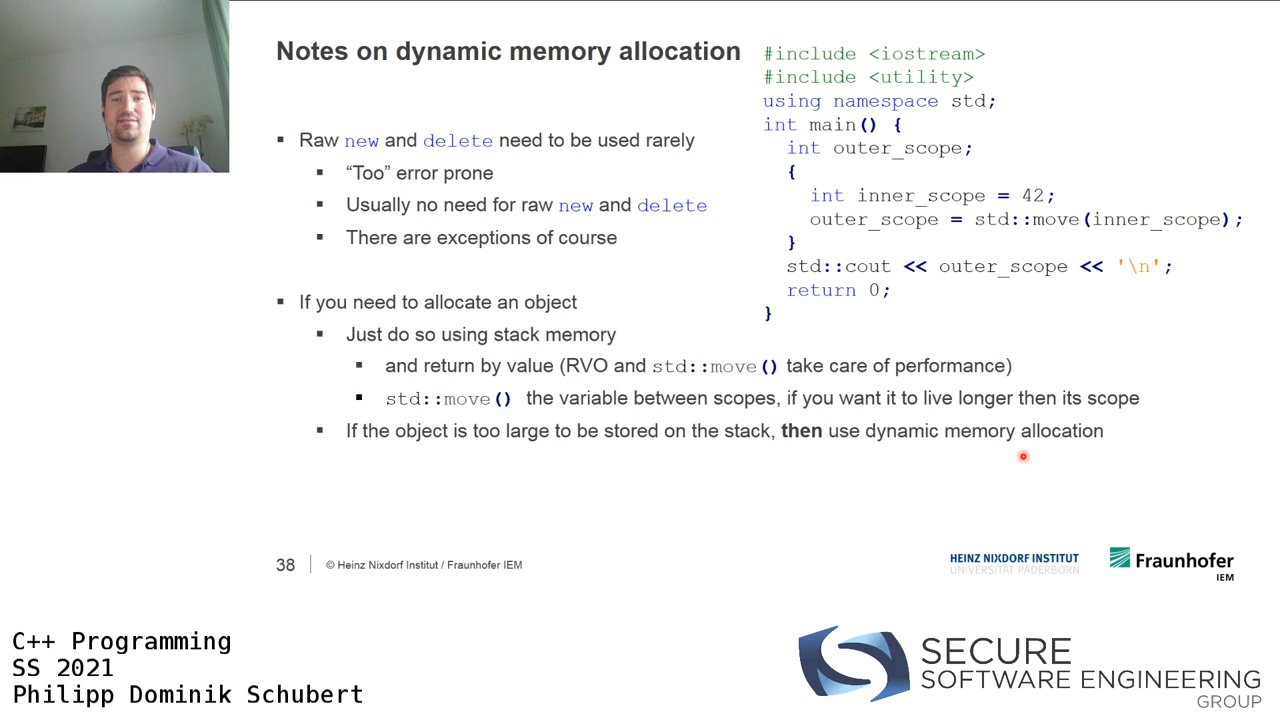 Notes on dynamic memory allocation
Raw new and delete need to be used rarely
“Too” error prone
Usually no need for raw new and delete
There are exceptions of course
If you need to allocate an object
Just do so using stack memory
and return by value (RVO and std::move() take care of performance)
std::move() the variable between scopes, if you want it to live longer then its scope
If the object is too large to be stored on the stack, then use dynamic memory allocation
#include <iostream>
#include <utility>
using namespace std;
int main() {
int outer_scope;
{
int inner_scope = 42;
outer_scope = std::move(inner_scope);
}
std::cout << outer_scope << '\n';
return 0;
}
38
© Heinz Nixdorf Institut / Fraunhofer IEM
HEINZ NIXDORF INSTITUT
UNIVERSITÄT PADERBORN
Fraunhofer
IEM
C++ Programming
SS 2021
Philipp Dominik Schubert
SECURE
SOFTWARE ENGINEERING
GROUP